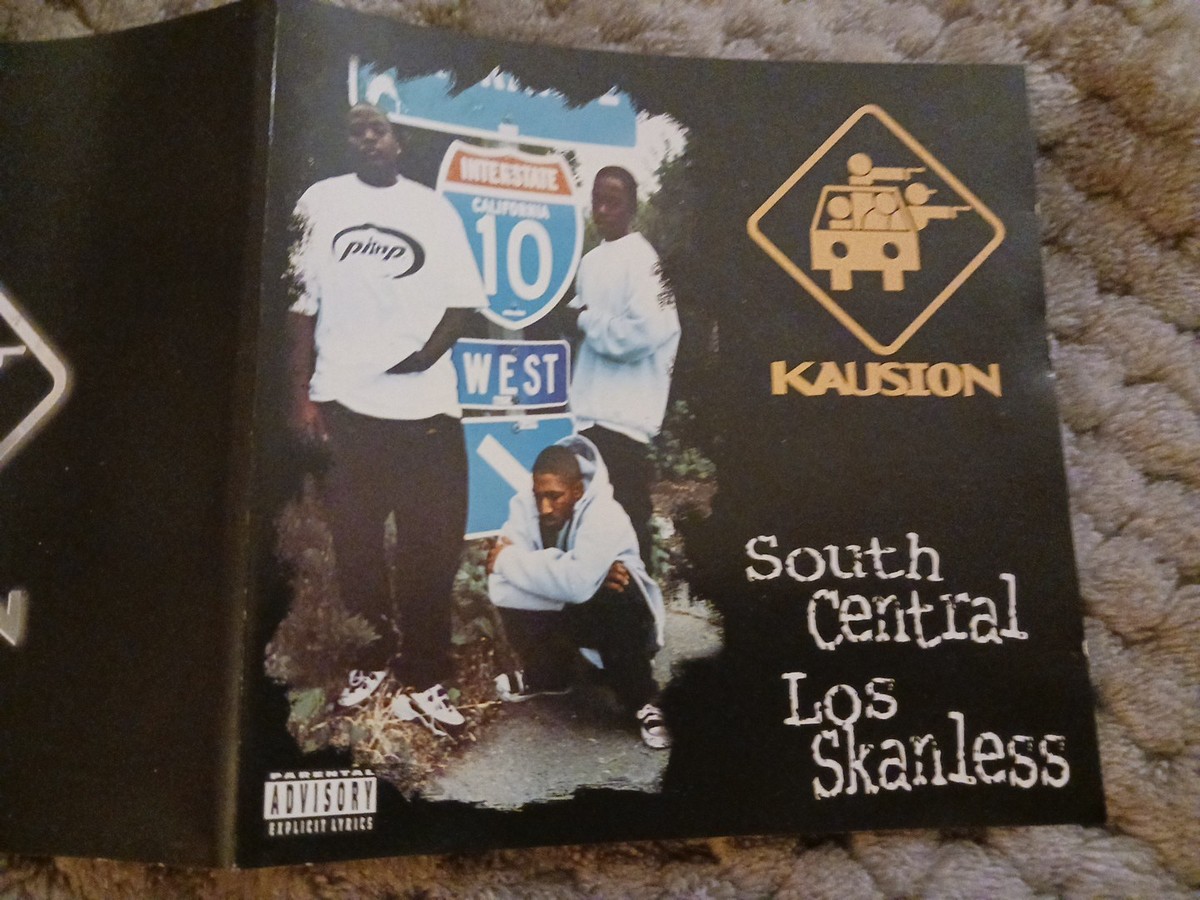 pimp
INTERSTATE
CALIFORNIA
10
WEST
KAUSION
South
Central
Los
Skanless
PARENTAL
ADVISORY
EXPLICIT LYRICS